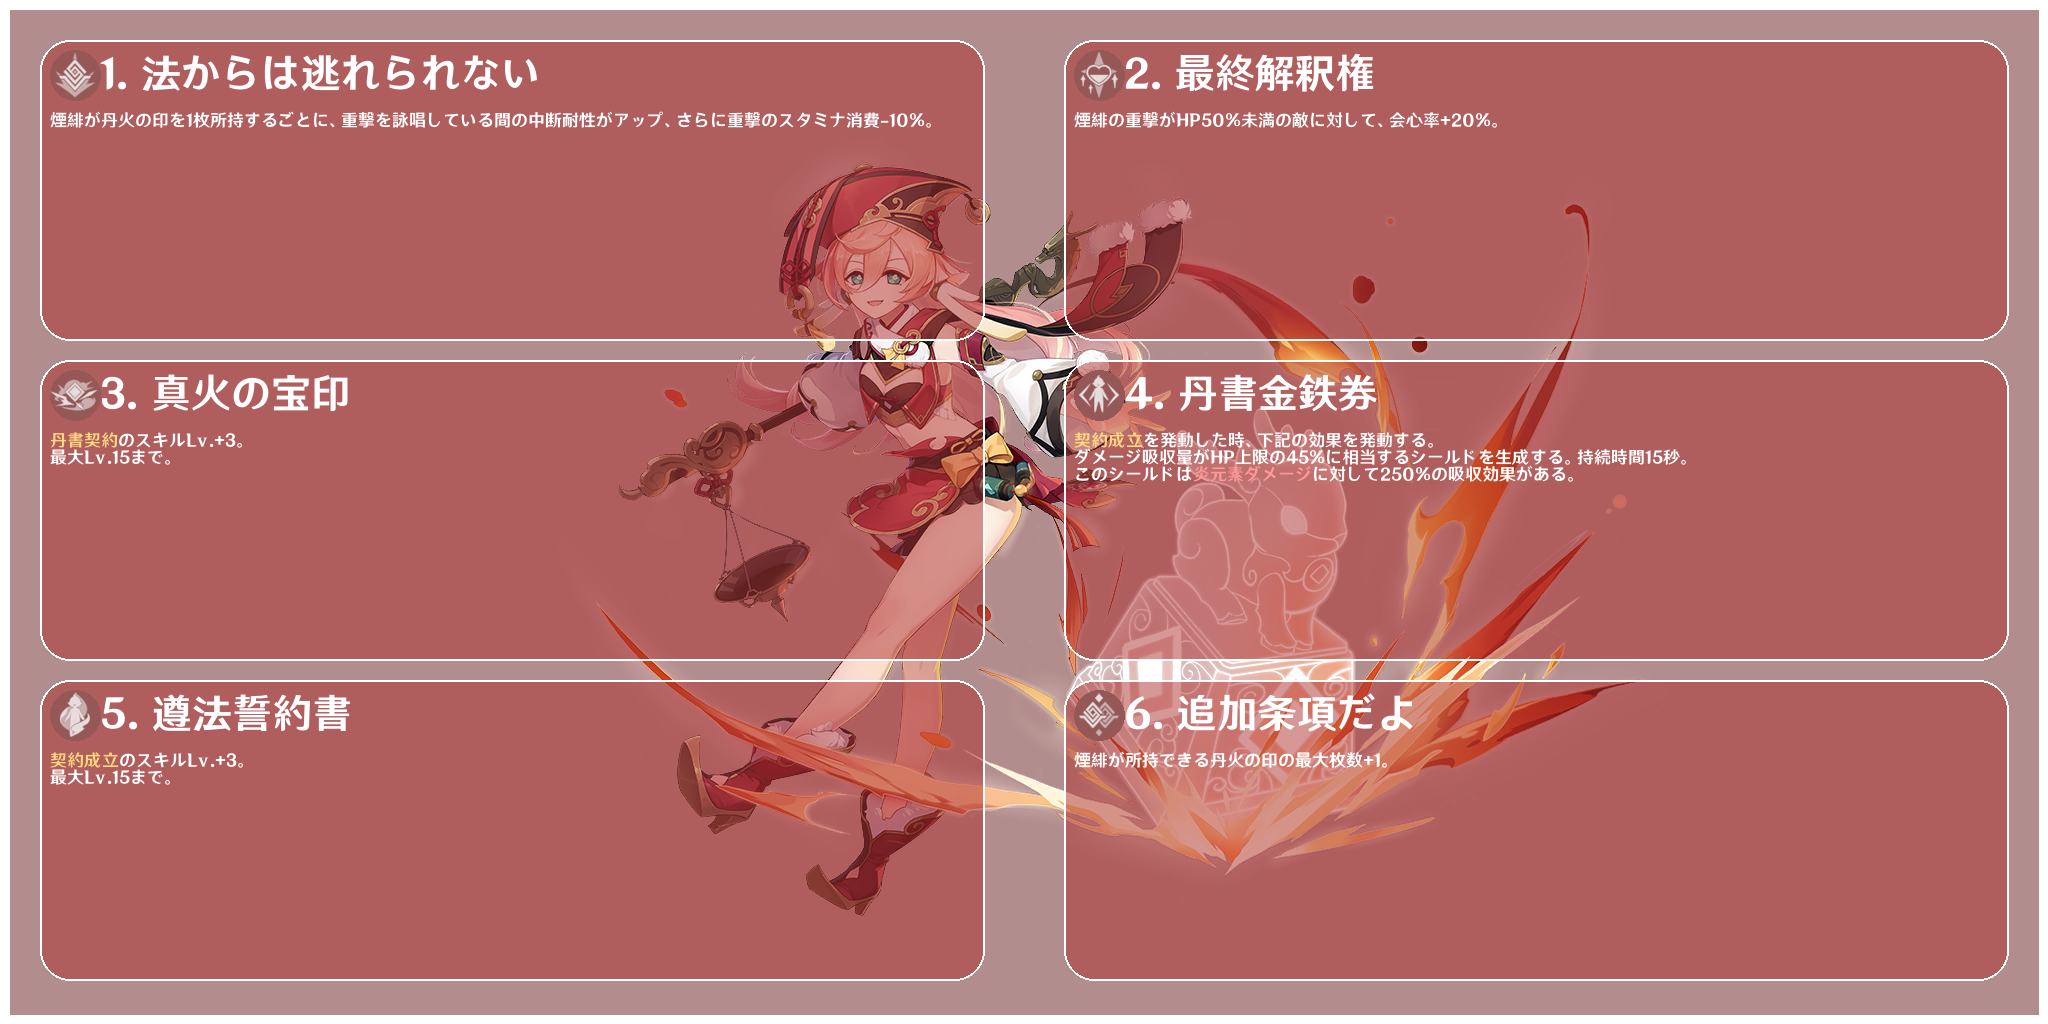 1. 法からは逃れられない
煙緋が丹火の印を1枚所持するごとに、重撃を詠唱している間の中断耐性がアップ、さらに重撃のスタミナ消費-10%。
2. 最終解釈権
煙緋の重撃がHP50%未満の敵に対して、会心率+20%。
3. 真火の宝印
丹書契約のスキルLv.+3。
最大Lv.15まで。
4. 丹書金鉄券
契約成立を発動した時、下記の効果を発動する。
ダメージ吸収量がHP上限の45%に相当するシールドを生成する。持続時間15秒。
このシールドは炎元素ダメージに対して250%の吸収効果がある。
5. 遵法誓約書
契約成立のスキルLv.+3。
最大Lv.15まで。
6. 追加条項だよ
煙緋が所持できる丹火の印の最大枚数+1。